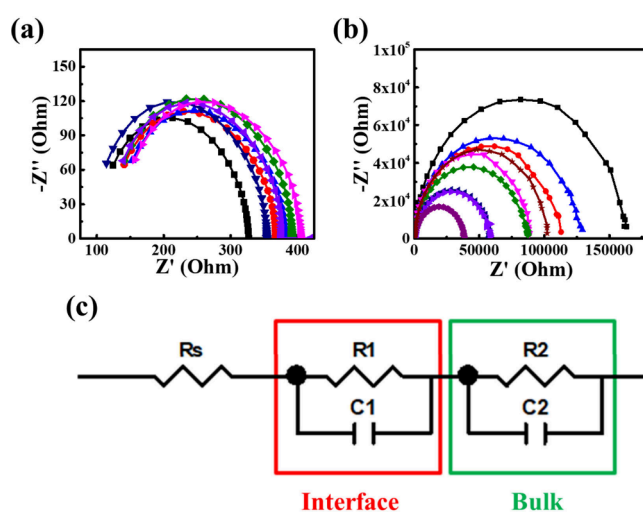 (a)
(b)
150
120
90
60
30
0
-Z'' (Ohm)
100
200
300
400
Z' (Ohm)
1x10⁵
8x10⁴
6x10⁴
4x10⁴
2x10⁴
0
-Z'' (Ohm)
0
50000
100000
150000
Z' (Ohm)
(c)
Rs
R1
R2
C1
C2
Interface
Bulk